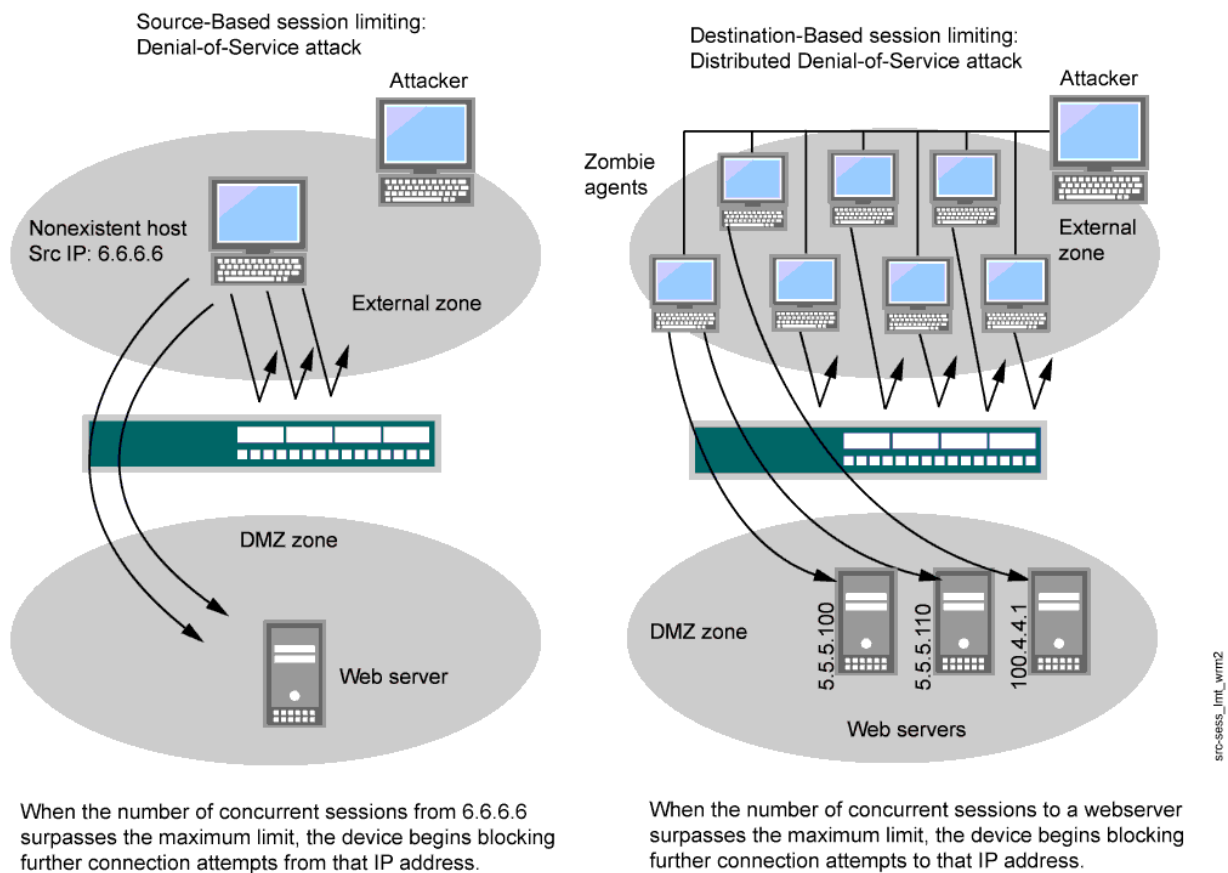 Source-Based session limiting:
Denial-of-Service attack
Attacker
Nonexistent host
Src IP: 6.6.6.6
External zone
DMZ zone
Web server
When the number of concurrent sessions from 6.6.6.6
surpasses the maximum limit, the device begins blocking
further connection attempts from that IP address.
Destination-Based session limiting:
Distributed Denial-of-Service attack
Attacker
Zombie
agents
External
zone
DMZ zone
5.5.5.100
5.5.5.110
100.4.4.1
Web servers
When the number of concurrent sessions to a webserver
surpasses the maximum limit, the device begins blocking
further connection attempts to that IP address.
src-sess_lmt_wrm2